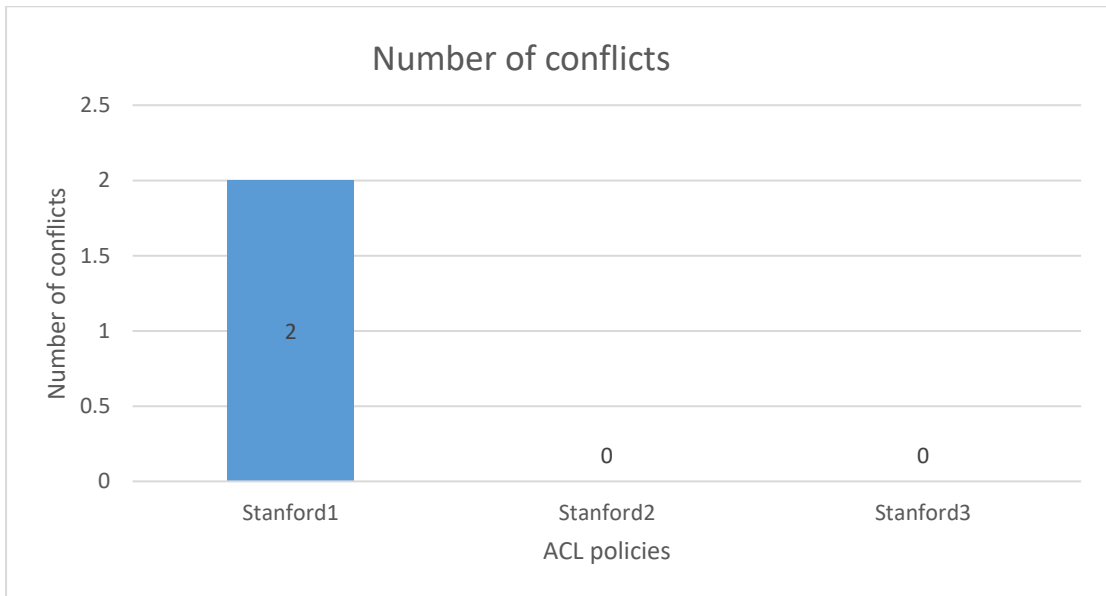 Number of conflicts
Number of conflicts
2.5
2
1.5
1
0.5
0
2
0
0
Stanford1
Stanford2
Stanford3
ACL policies